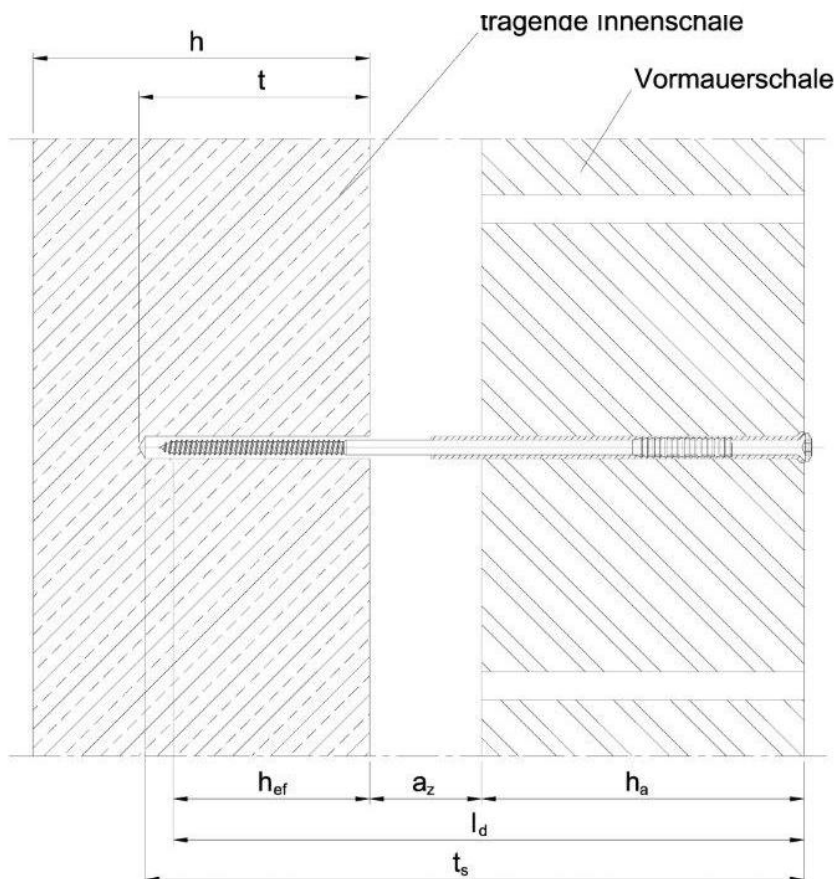 tragende Innenschale
h
t
Vormauerschale
hef
az
ha
ld
ts